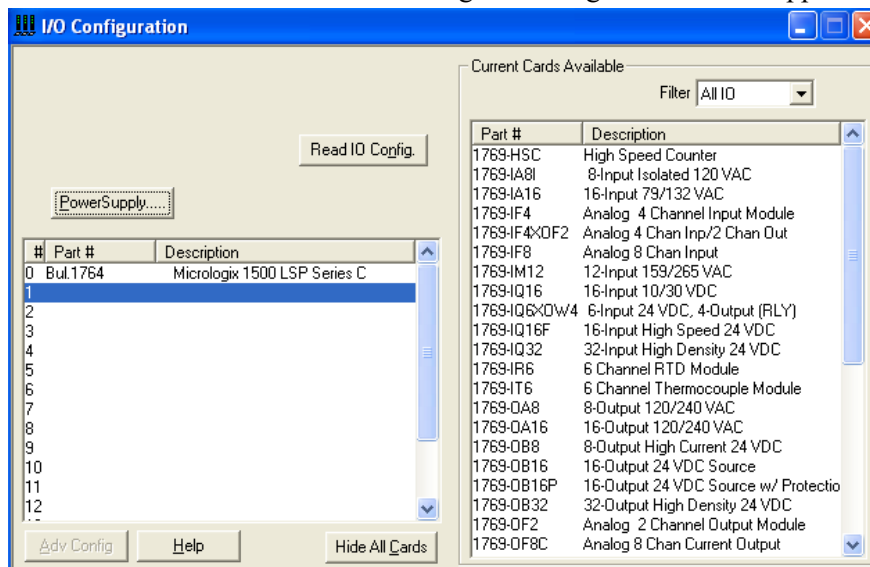 I/O Configuration
Current Cards Available
Filter All IO
Read IO Config.
PowerSupply.....
# Part # Description
0 Bul.1764 Micrologix 1500 LSP Series C
1
2
3
4
5
6
7
8
9
10
11
12
Adv Config Help Hide All Cards
Part # Description
1769-HSC High Speed Counter
1769-IA8I 8-Input Isolated 120 VAC
1769-IA16 16-Input 79/132 VAC
1769-IF4 Analog 4 Channel Input Module
1769-IF4XOF2 Analog 4 Chan Inp/2 Chan Out
1769-IF8 Analog 8 Chan Input
1769-IM12 12-Input 159/265 VAC
1769-IQ16 16-Input 10/30 VDC
1769-IQ6XOW4 6-Input 24 VDC, 4-Output (RLY)
1769-IQ16F 16-Input High Speed 24 VDC
1769-IQ32 32-Input High Density 24 VDC
1769-IR6 6 Channel RTD Module
1769-IT6 6 Channel Thermocouple Module
1769-OA8 8-Output 120/240 VAC
1769-OA16 16-Output 120/240 VAC
1769-OB8 8-Output High Current 24 VDC
1769-OB16 16-Output 24 VDC Source
1769-OB16P 16-Output 24 VDC Source w/ Protectio
1769-OB32 32-Output High Density 24 VDC
1769-OF2 Analog 2 Channel Output Module
1769-OF8C Analog 8 Chan Current Output